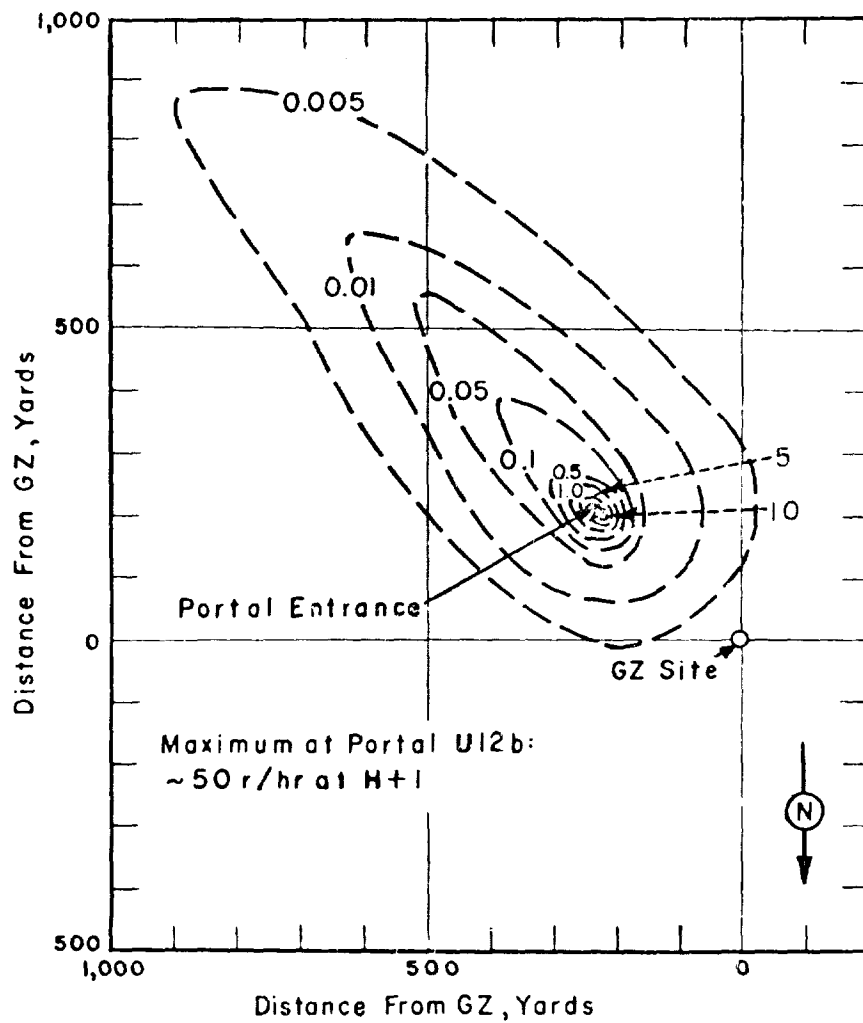 1,000
0.005
0.01
500
0.05
0.1
0.5
1.0
5
10
Portal Entrance
0
GZ Site
Maximum at Portal U12b:
~50 r/hr at H+1
N
500
1,000
500
0
Distance From GZ, Yards
Distance From GZ, Yards